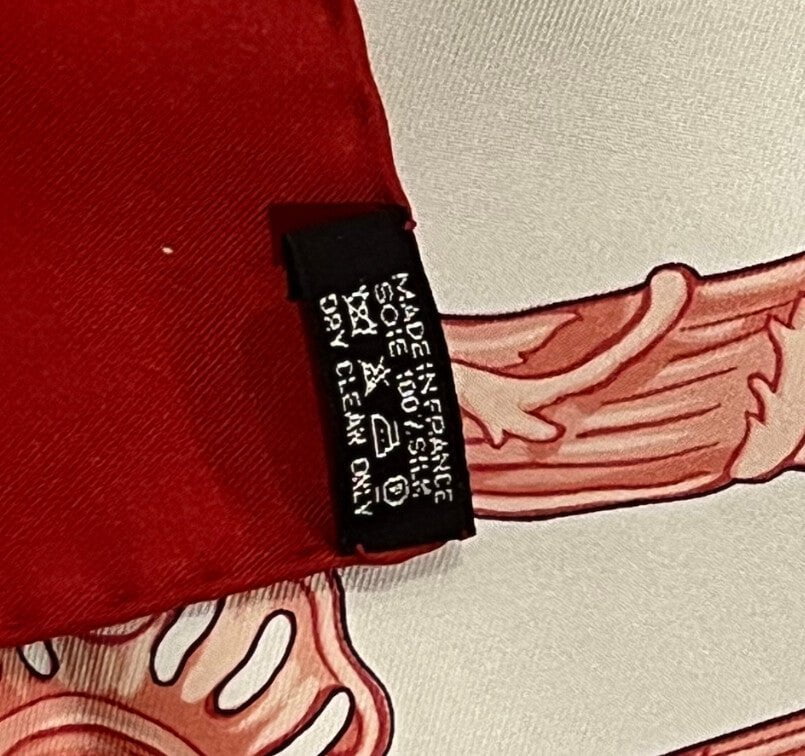 MADE IN FRANCE
SOIE 100% SILK
P
DRY CLEAN ONLY